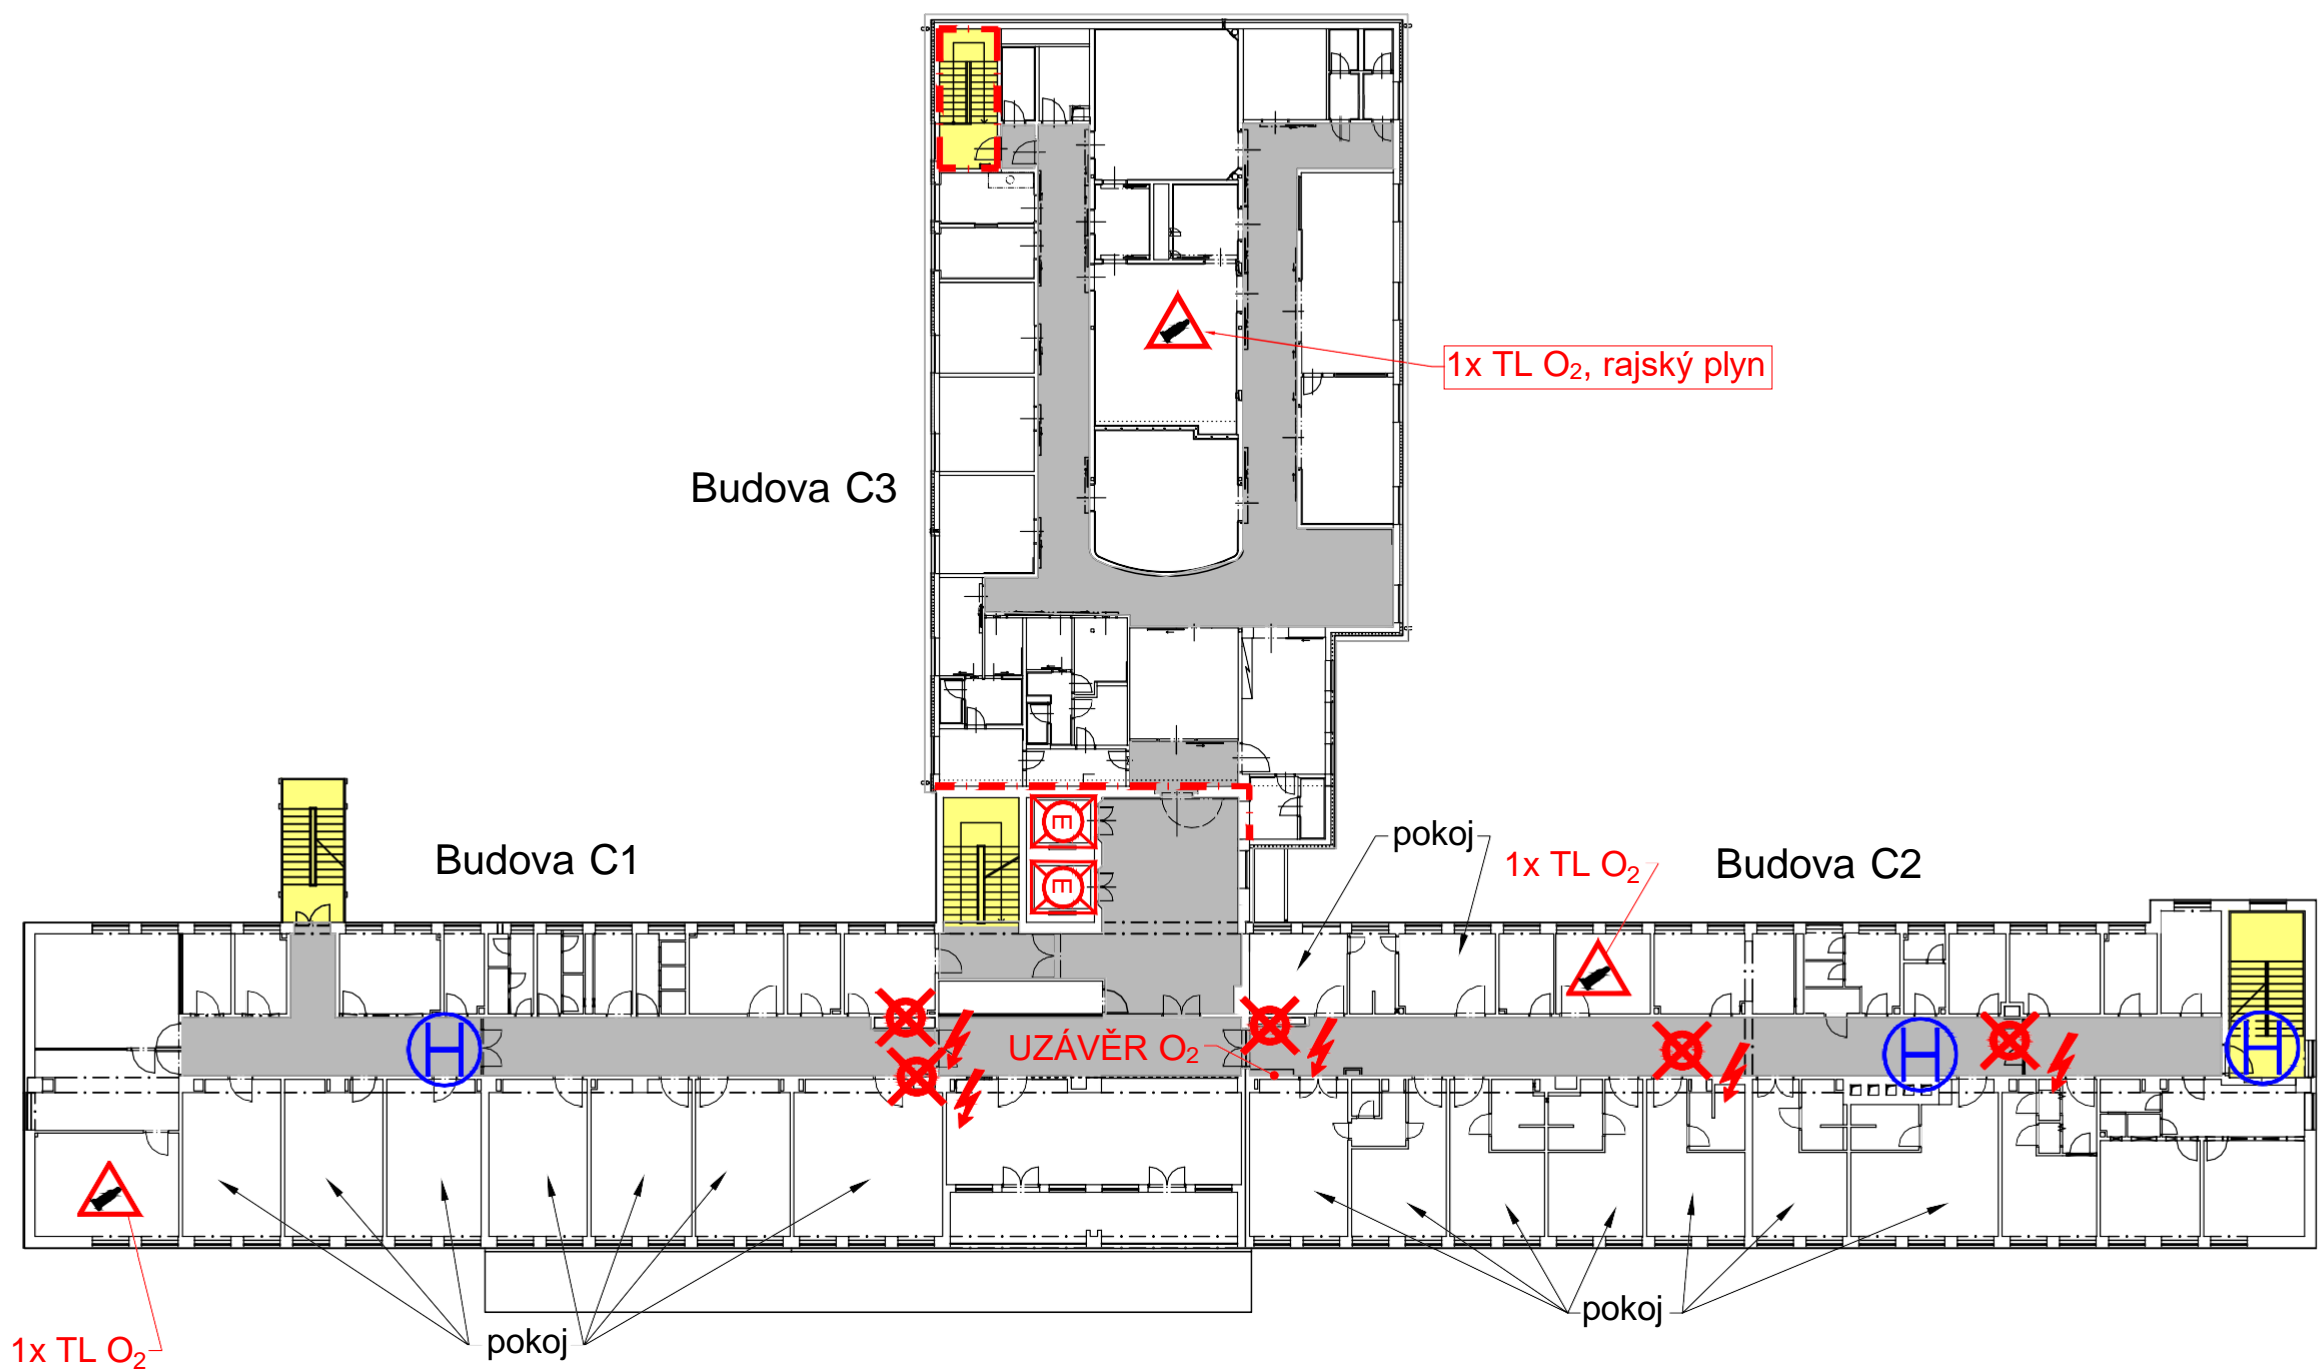 1x TL O₂, rajský plyn
Budova C3
E
pokoj
Budova C1
1x TL O₂
Budova C2
E
H
UZÁVĚR O₂
H
H
pokoj
pokoj
1x TL O₂